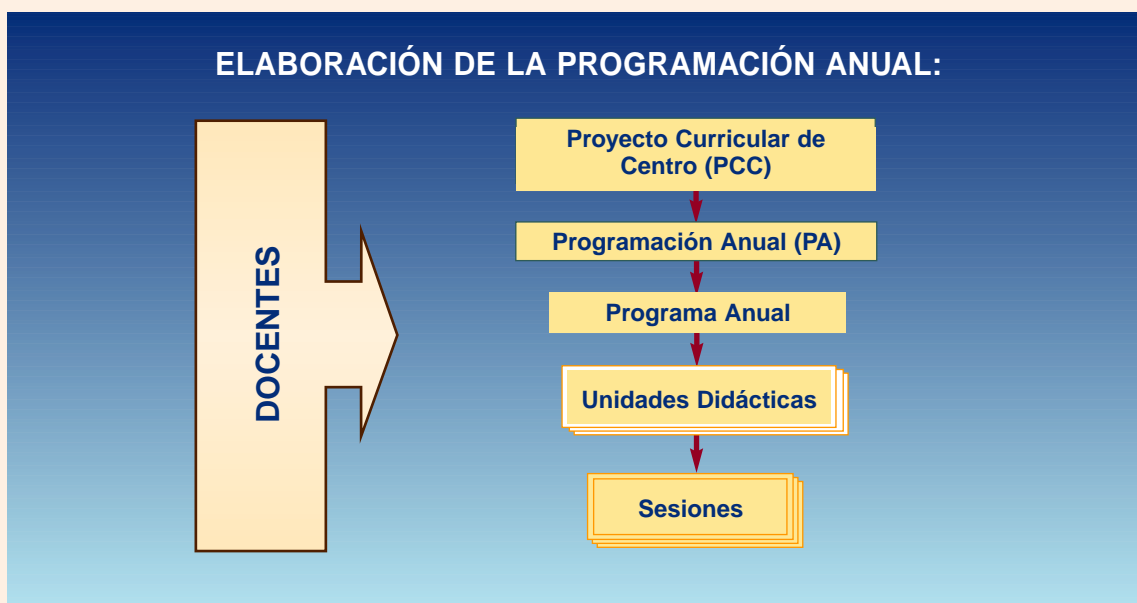 ELABORACIÓN DE LA PROGRAMACIÓN ANUAL:
DOCENTES
Proyecto Curricular de
Centro (PCC)
Programación Anual (PA)
Programa Anual
Unidades Didácticas
Sesiones